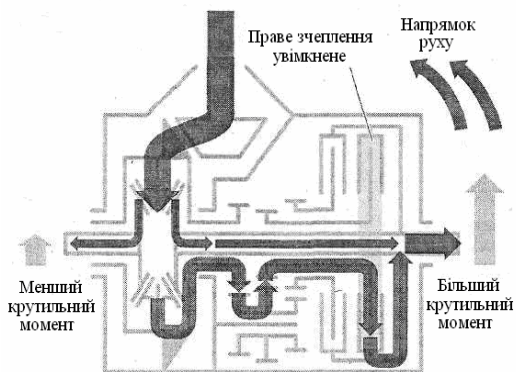 Праве зчеплення
увімкнене
Напрямок
руху
Менший
крутильний
момент
Більший
крутильний
момент